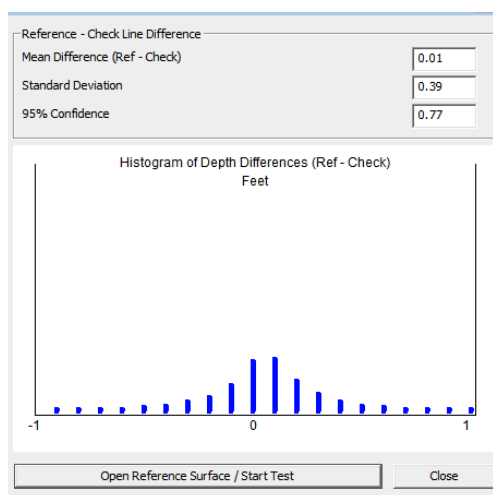 Reference - Check Line Difference
Mean Difference (Ref - Check) 0.01
Standard Deviation 0.39
95% Confidence 0.77
Histogram of Depth Differences (Ref - Check)
Feet
-1 0 1
Open Reference Surface / Start Test Close